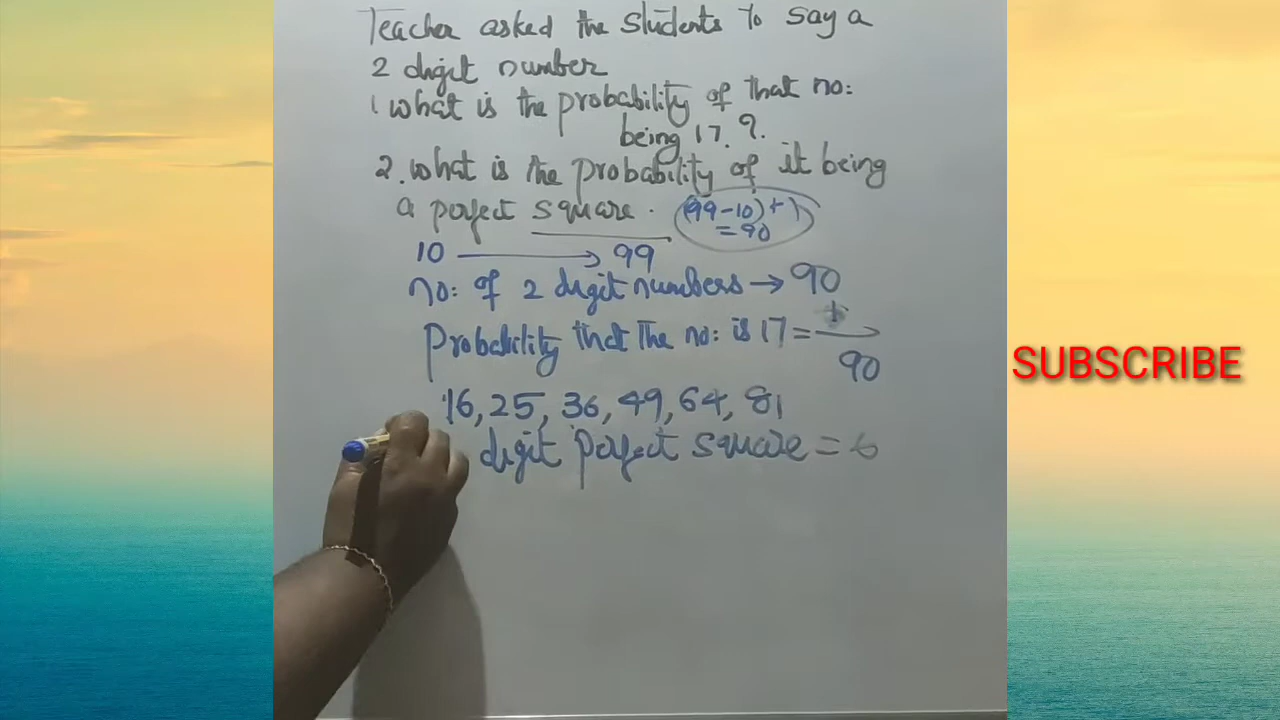 Teacher asked the students to say a
2 digit number
1 what is the probability of that no:
being 17.?.
2. what is the probability of it being
a perfect square.
(99-10)+1
=90
10 → 99
no: of 2 digit numbers → 90
Probability that the no: is 17 = 1/90
16, 25, 36, 49, 64, 81
digit perfect square = 6
SUBSCRIBE